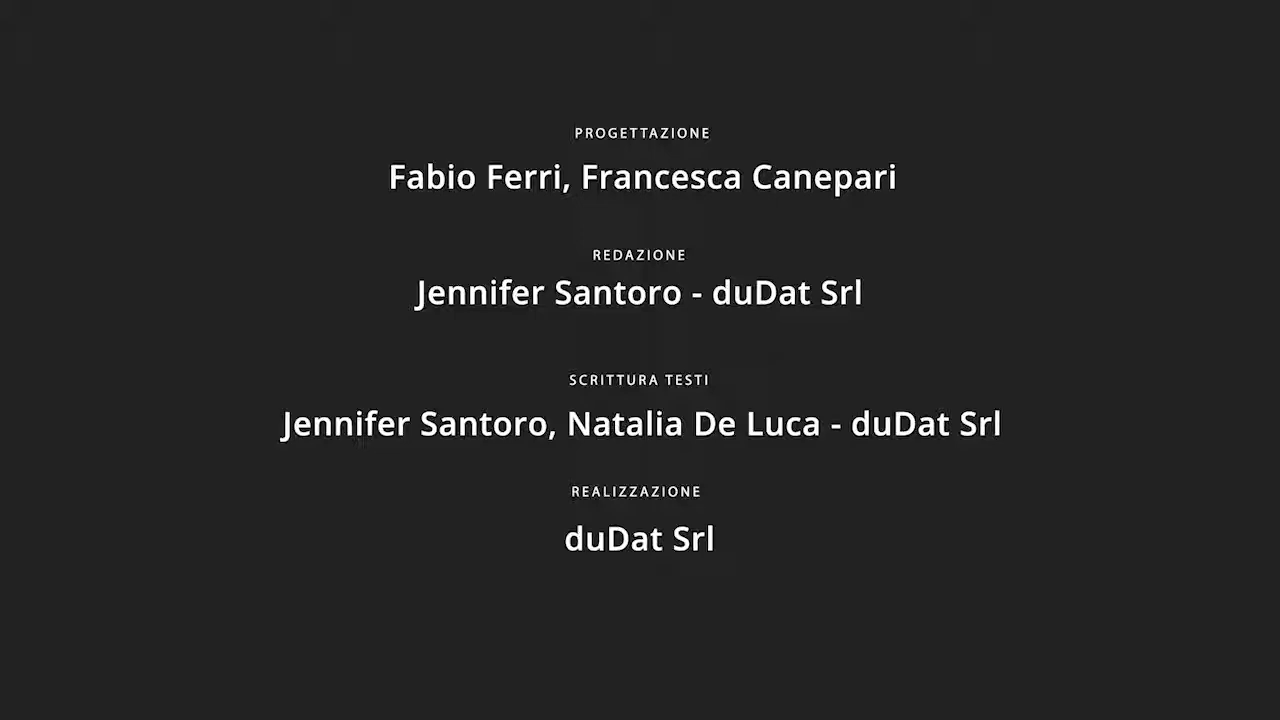 PROGETTAZIONE
Fabio Ferri, Francesca Canepari
REDAZIONE
Jennifer Santoro - duDat Srl
SCRITTURA TESTI
Jennifer Santoro, Natalia De Luca - duDat Srl
REALIZZAZIONE
duDat Srl